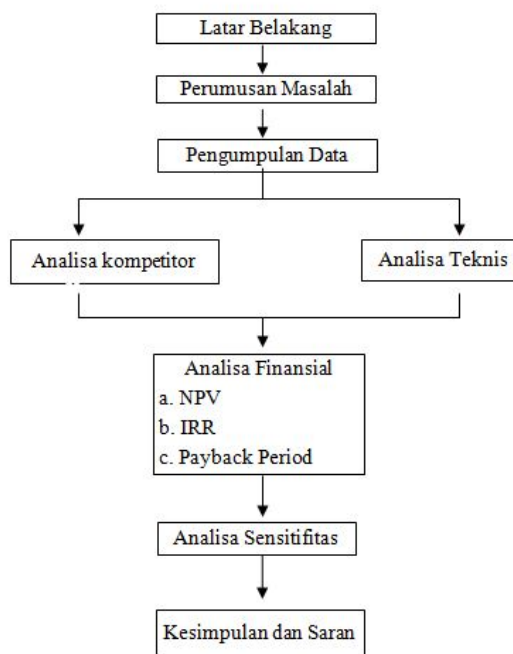 Latar Belakang
Perumusan Masalah
Pengumpulan Data
Analisa kompetitor
Analisa Teknis
Analisa Finansial
a. NPV
b. IRR
c. Payback Period
Analisa Sensitifitas
Kesimpulan dan Saran